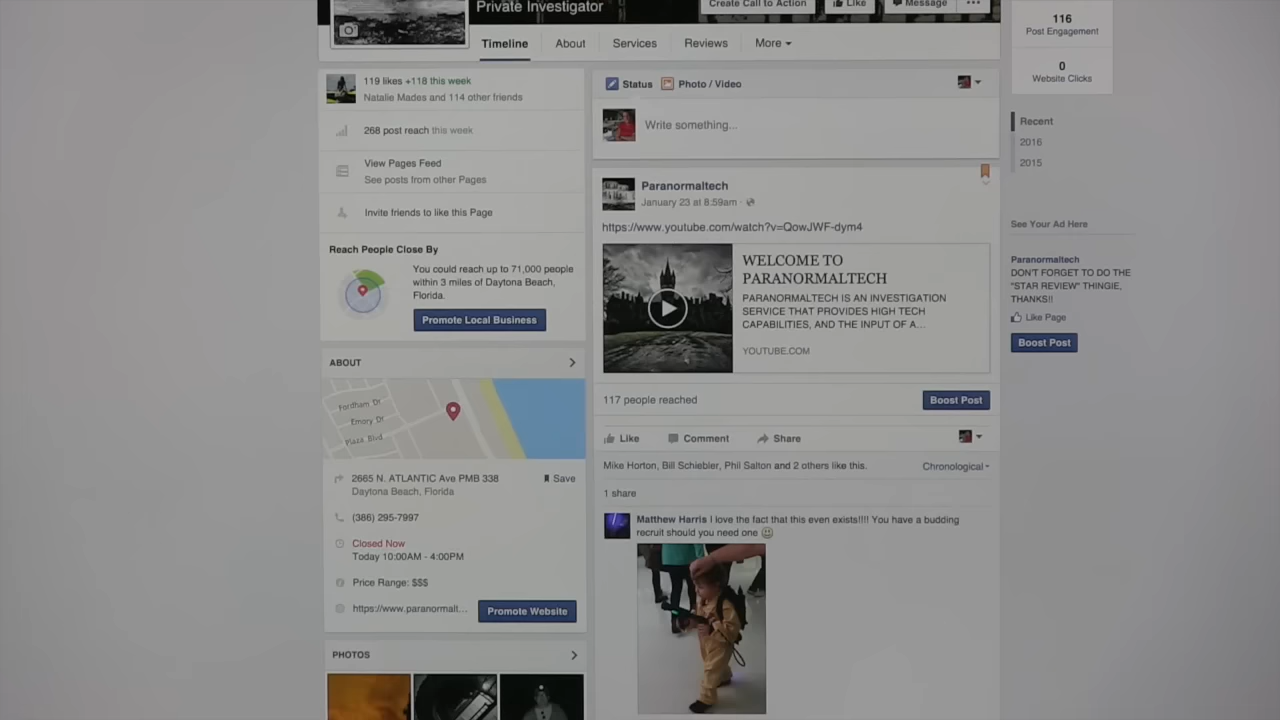 Private Investigator
Create Call to Action
Like
Message
Timeline
About
Services
Reviews
More
119 likes +118 this week
Natalie Mades and 114 other friends
268 post reach this week
View Pages Feed
See posts from other Pages
Invite friends to like this Page
Reach People Close By
You could reach up to 71,000 people
within 3 miles of Daytona Beach,
Florida.
Promote Local Business
ABOUT
Fordham Dr
Emory Dr
Plaza Blvd
2665 N. ATLANTIC Ave PMB 338
Save
Daytona Beach, Florida
(386) 295-7997
Closed Now
Today 10:00AM - 4:00PM
Price Range: $$$
https://www.paranormalt...
Promote Website
PHOTOS
Status
Photo / Video
Write something...
Paranormaltech
January 23 at 8:59am ·
https://www.youtube.com/watch?v=QowJWF-dym4
WELCOME TO
PARANORMALTECH
PARANORMALTECH IS AN INVESTIGATION
SERVICE THAT PROVIDES HIGH TECH
CAPABILITIES, AND THE INPUT OF A...
YOUTUBE.COM
117 people reached
Boost Post
Like
Comment
Share
Mike Horton, Bill Schiebler, Phil Salton and 2 others like this.
Chronological
1 share
Matthew Harris I love the fact that this even exists!!!! You have a budding
recruit should you need one
116
Post Engagement
0
Website Clicks
Recent
2016
2015
See Your Ad Here
Paranormaltech
DON'T FORGET TO DO THE
"STAR REVIEW" THINGIE,
THANKS!!
Like Page
Boost Post